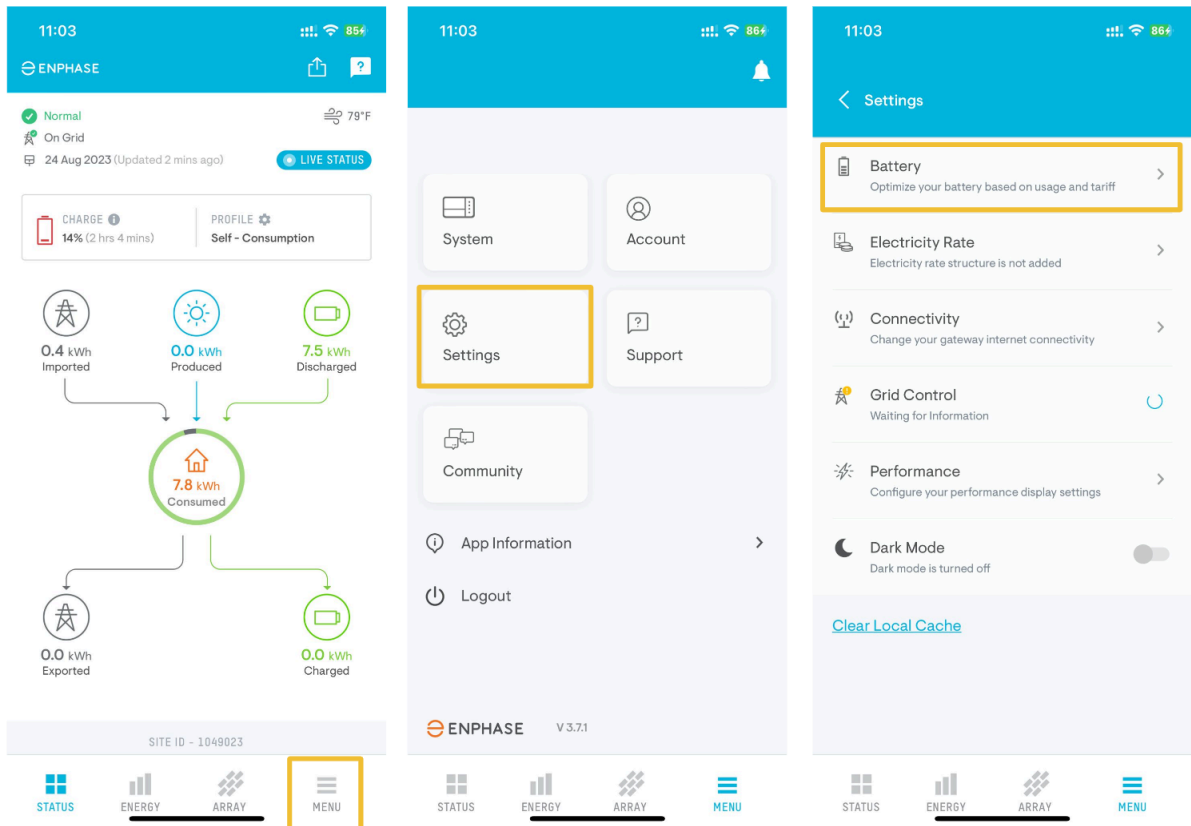 11:03
85
ENPHASE
?
Normal
79°F
On Grid
24 Aug 2023 (Updated 2 mins ago)
LIVE STATUS
CHARGE
14% (2 hrs 4 mins)
PROFILE
Self - Consumption
0.4 kWh
Imported
0.0 kWh
Produced
7.5 kWh
Discharged
7.8 kWh
Consumed
0.0 kWh
Exported
0.0 kWh
Charged
SITE ID - 1049023
STATUS
ENERGY
ARRAY
MENU
11:03
86
System
Account
Settings
?
Support
Community
App Information
Logout
ENPHASE
V 3.7.1
STATUS
ENERGY
ARRAY
MENU
11:03
86
Settings
Battery
Optimize your battery based on usage and tariff
Electricity Rate
Electricity rate structure is not added
Connectivity
Change your gateway internet connectivity
Grid Control
Waiting for Information
Performance
Configure your performance display settings
Dark Mode
Dark mode is turned off
Clear Local Cache
STATUS
ENERGY
ARRAY
MENU